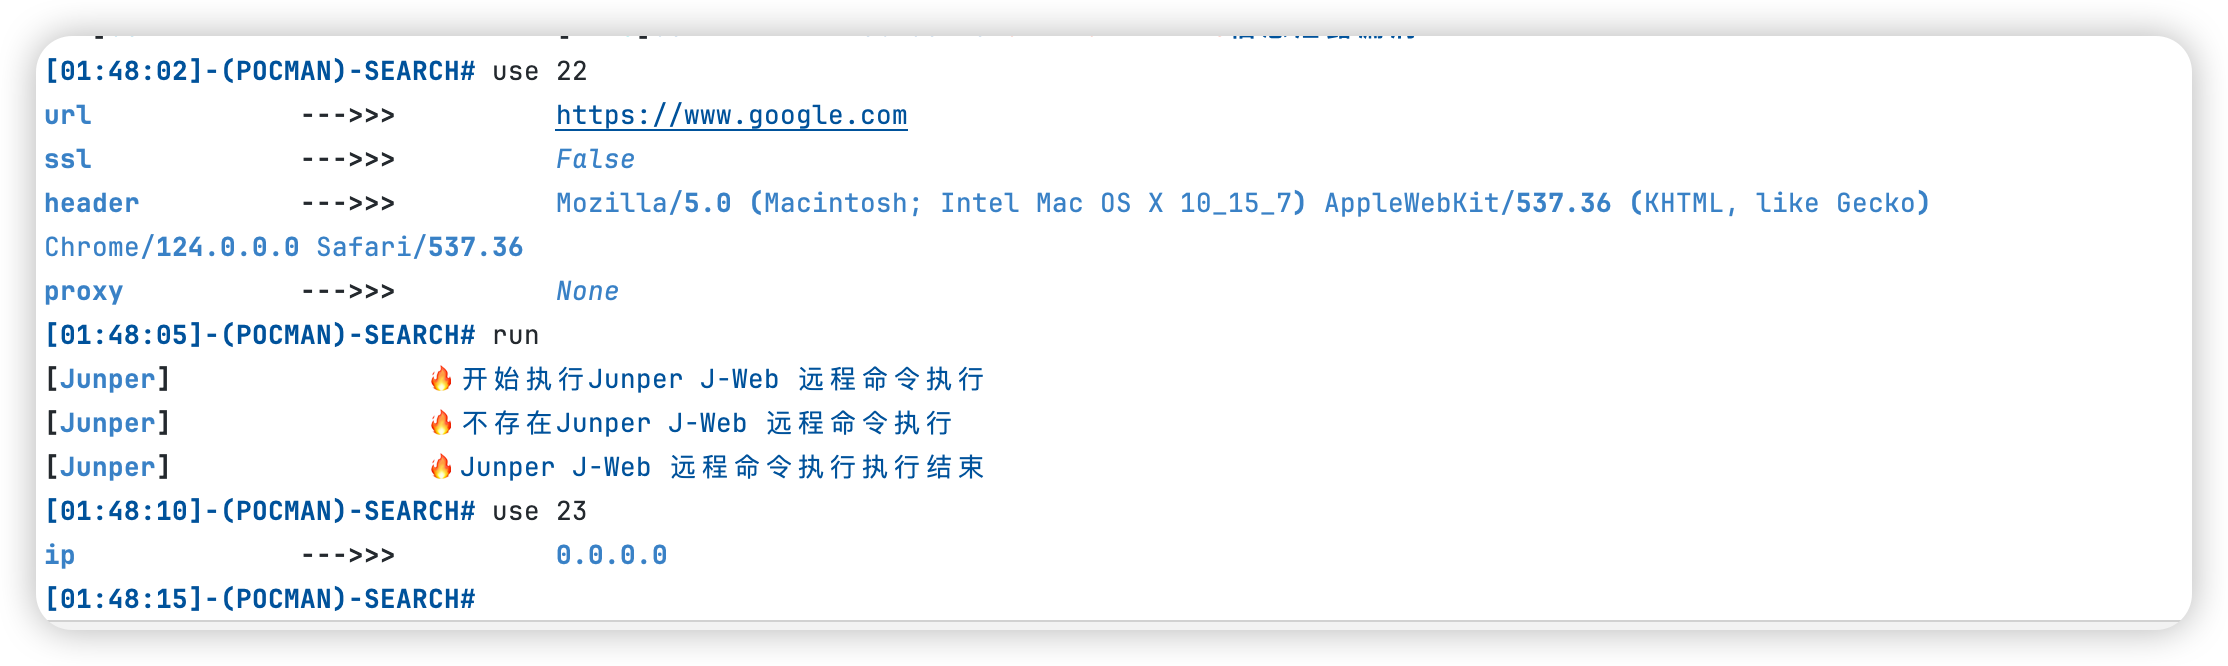 [01:48:02]-(POCMAN)-SEARCH# use 22
url --->>> https://www.google.com
ssl --->>> False
header --->>> Mozilla/5.0 (Macintosh; Intel Mac OS X 10_15_7) AppleWebKit/537.36 (KHTML, like Gecko)
Chrome/124.0.0.0 Safari/537.36
proxy --->>> None
[01:48:05]-(POCMAN)-SEARCH# run
[Junper] 🔥开始执行Junper J-Web 远程命令执行
[Junper] 🔥不存在Junper J-Web 远程命令执行
[Junper] 🔥Junper J-Web 远程命令执行执行结束
[01:48:10]-(POCMAN)-SEARCH# use 23
ip --->>> 0.0.0.0
[01:48:15]-(POCMAN)-SEARCH#